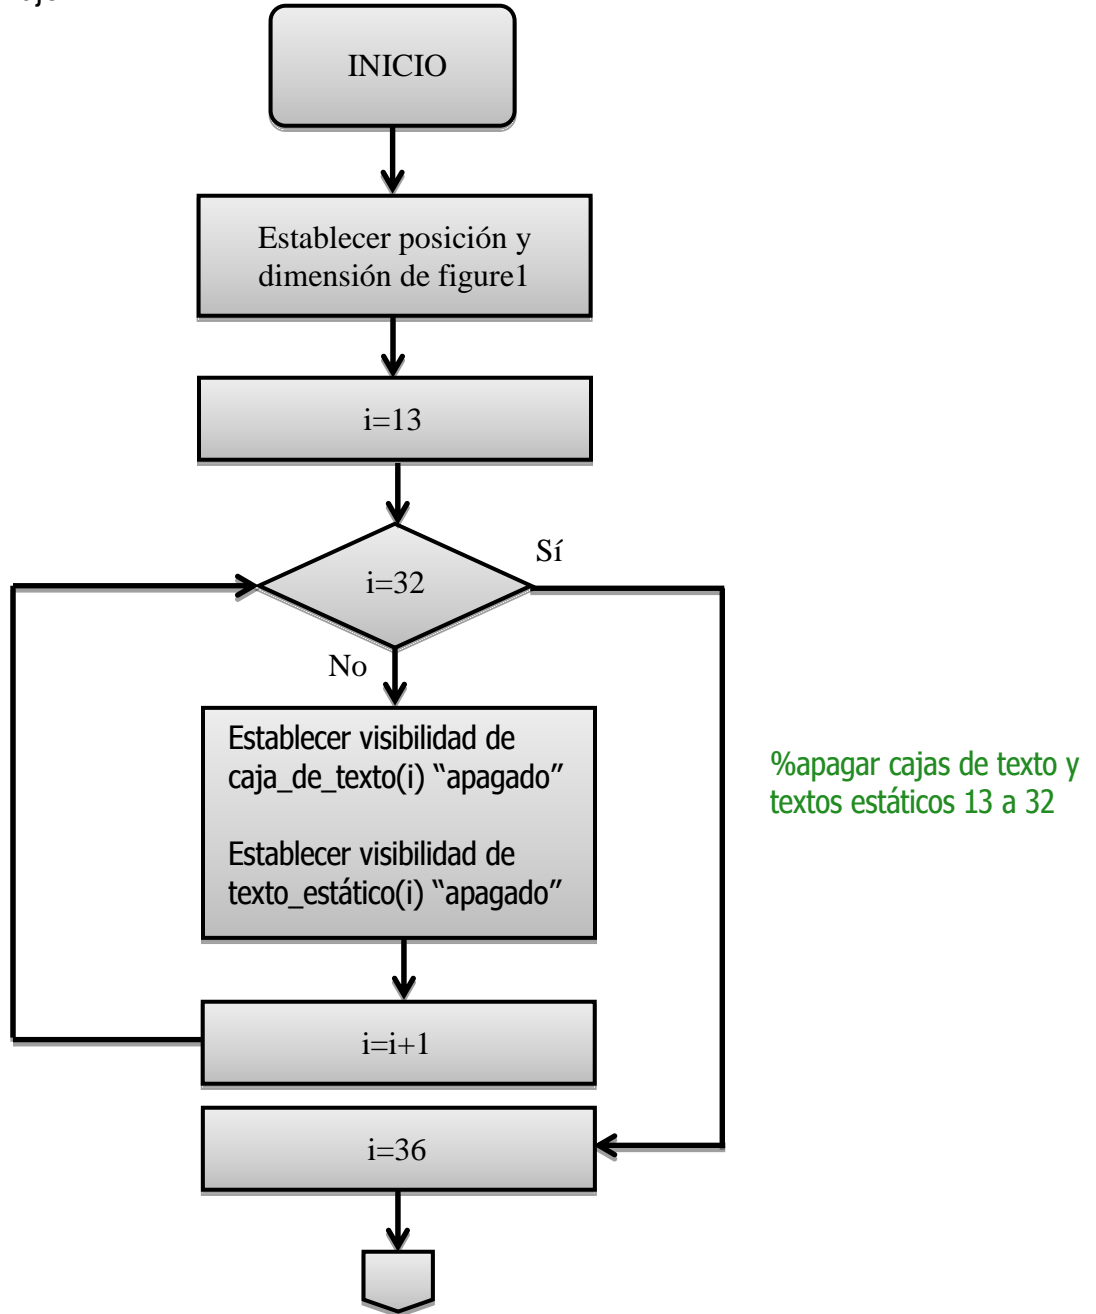 INICIO
Establecer posición y
dimensión de figure1
i=13
Sí
i=32
No
Establecer visibilidad de
caja_de_texto(i) “apagado”
Establecer visibilidad de
texto_estático(i) “apagado”
%apagar cajas de texto y
textos estáticos 13 a 32
i=i+1
i=36